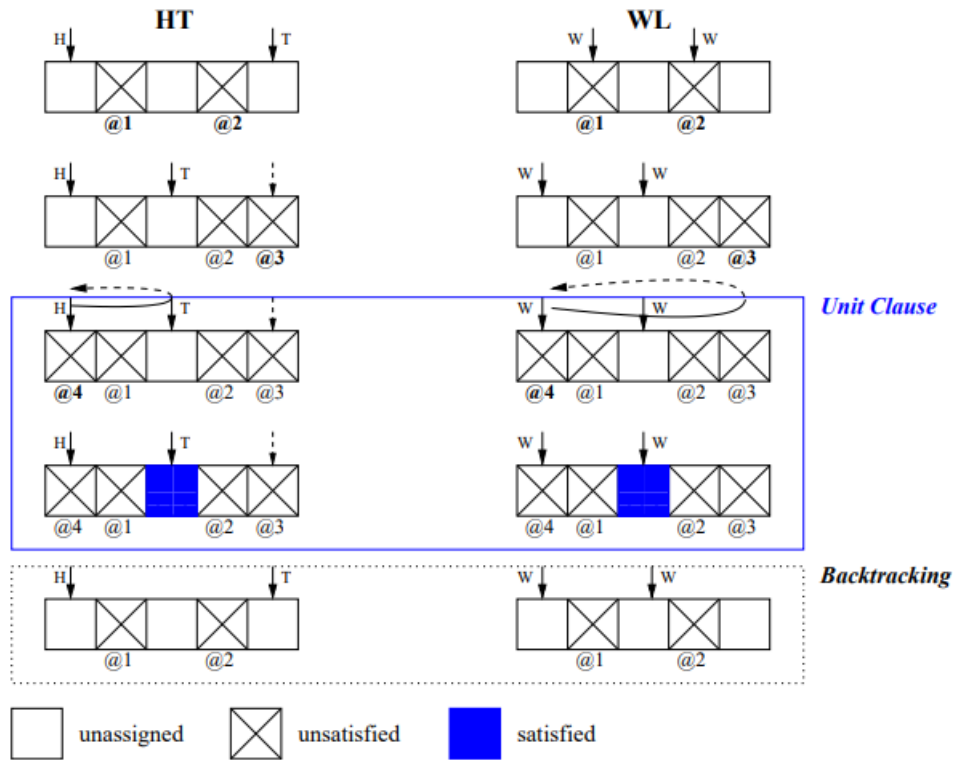 HT WL
H T W W
@1 @2 @1 @2
H T W W
@1 @2 @3 @1 @2 @3
Unit Clause
H T W W
@4 @1 @2 @3 @4 @1 @2 @3
H T W W
@4 @1 @2 @3 @4 @1 @2 @3
Backtracking
H T W W
@1 @2 @1 @2
unassigned unsatisfied satisfied